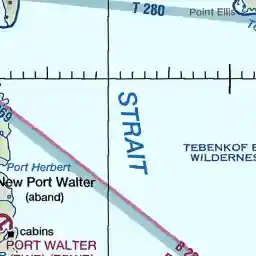 T 280
Point Ellis
STRAIT
TEBENKOF
WILDERNES
Port Herbert
New Port Walter
(aband)
cabins
PORT WALTER